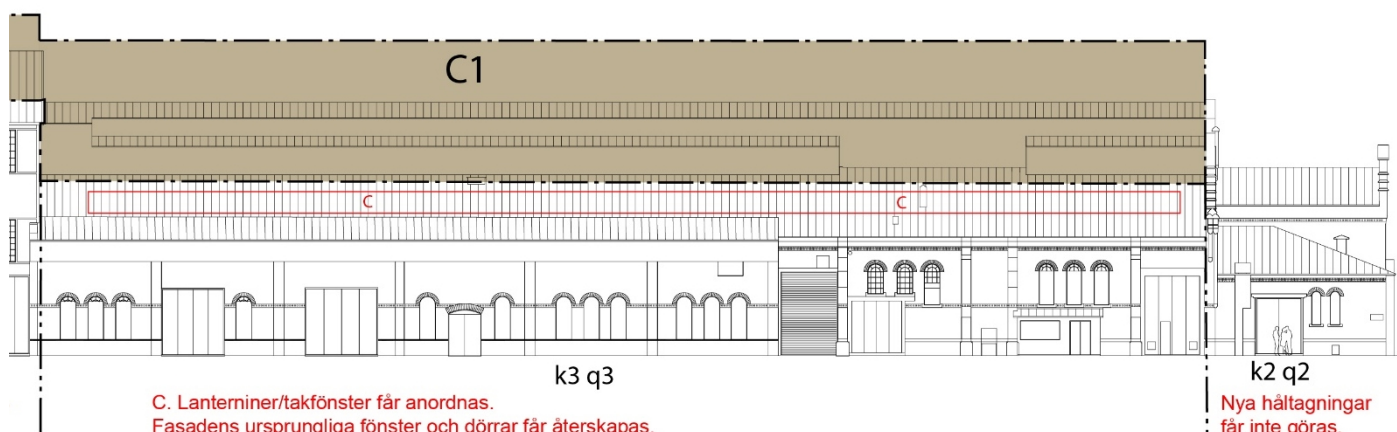 C1
C C
k3 q3
k2 q2
C. Lanterniner/takfönster får anordnas.
Fasadens ursprungliga fönster och dörrar får återskapas.
Nya håltagningar
får inte göras.